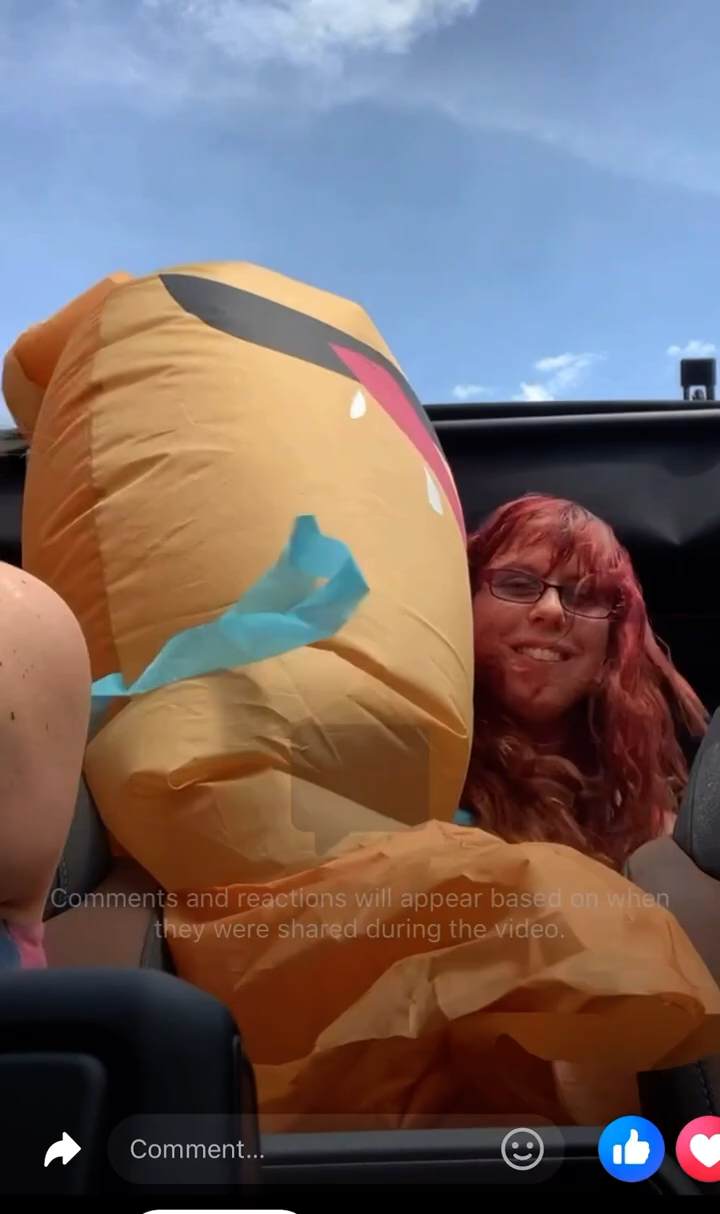 Comments and reactions will appear based on when
they were shared during the video.
Comment...